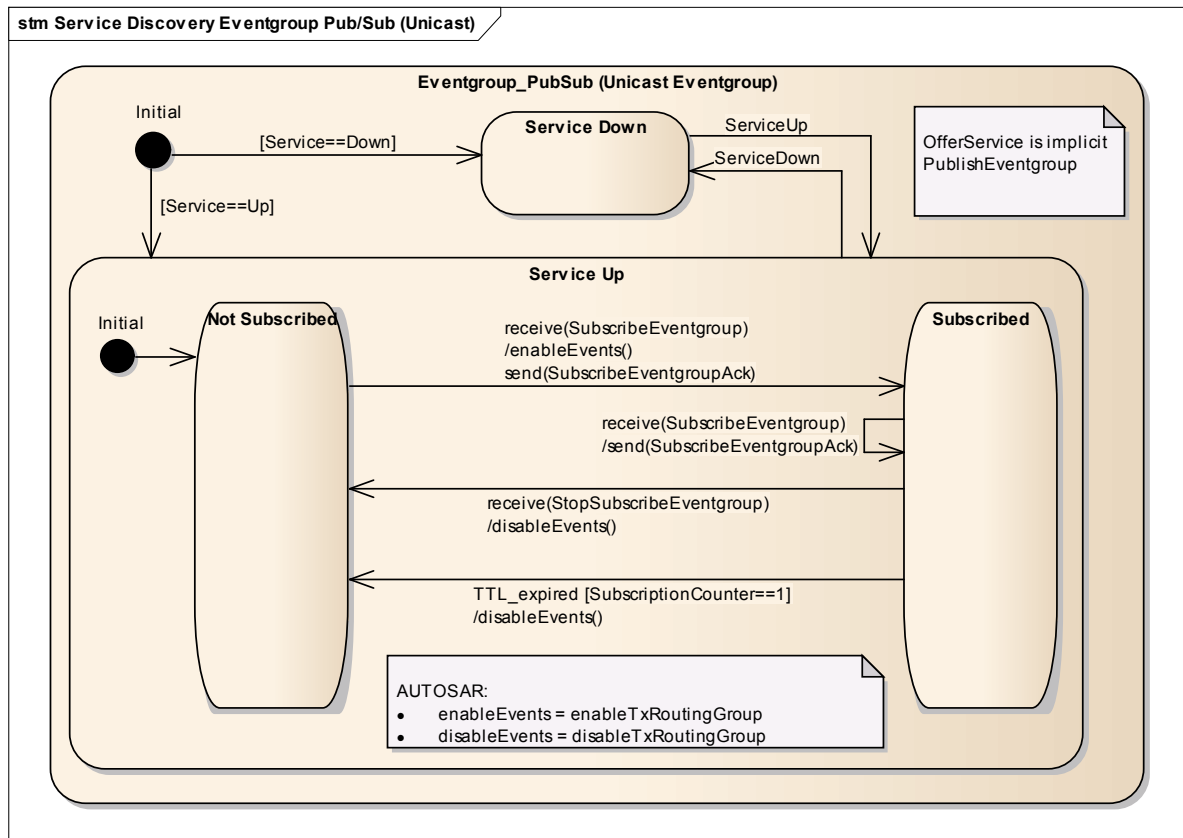 stm Service Discovery Eventgroup Pub/Sub (Unicast)
Eventgroup_PubSub (Unicast Eventgroup)
Initial
Service Down
[Service==Down]
ServiceUp
ServiceDown
OfferService is implicit
PublishEventgroup
[Service==Up]
Service Up
Initial
Not Subscribed
Subscribed
receive(SubscribeEventgroup)
/enableEvents()
send(SubscribeEventgroupAck)
receive(SubscribeEventgroup)
/send(SubscribeEventgroupAck)
receive(StopSubscribeEventgroup)
/disableEvents()
TTL_expired [SubscriptionCounter==1]
/disableEvents()
AUTOSAR:
• enableEvents = enableTxRoutingGroup
• disableEvents = disableTxRoutingGroup